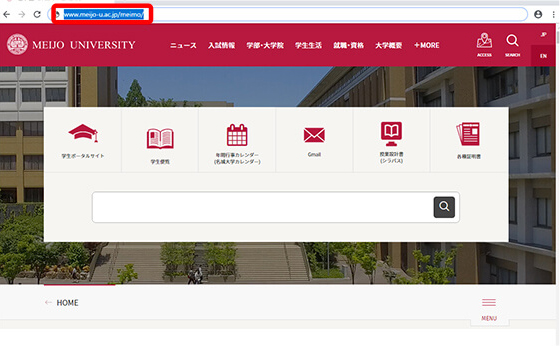 www.meijo-u.ac.jp/meimo/
MEIJO UNIVERSITY
ニュース 入試情報 学部・大学院 学生生活 就職・資格 大学概要 +MORE
ACCESS SEARCH
JP
EN
学生ポータルサイト
学生便覧
年間行事カレンダー
(名城大学カレンダー)
Gmail
授業設計書
(シラバス)
各種証明書
← HOME
MENU